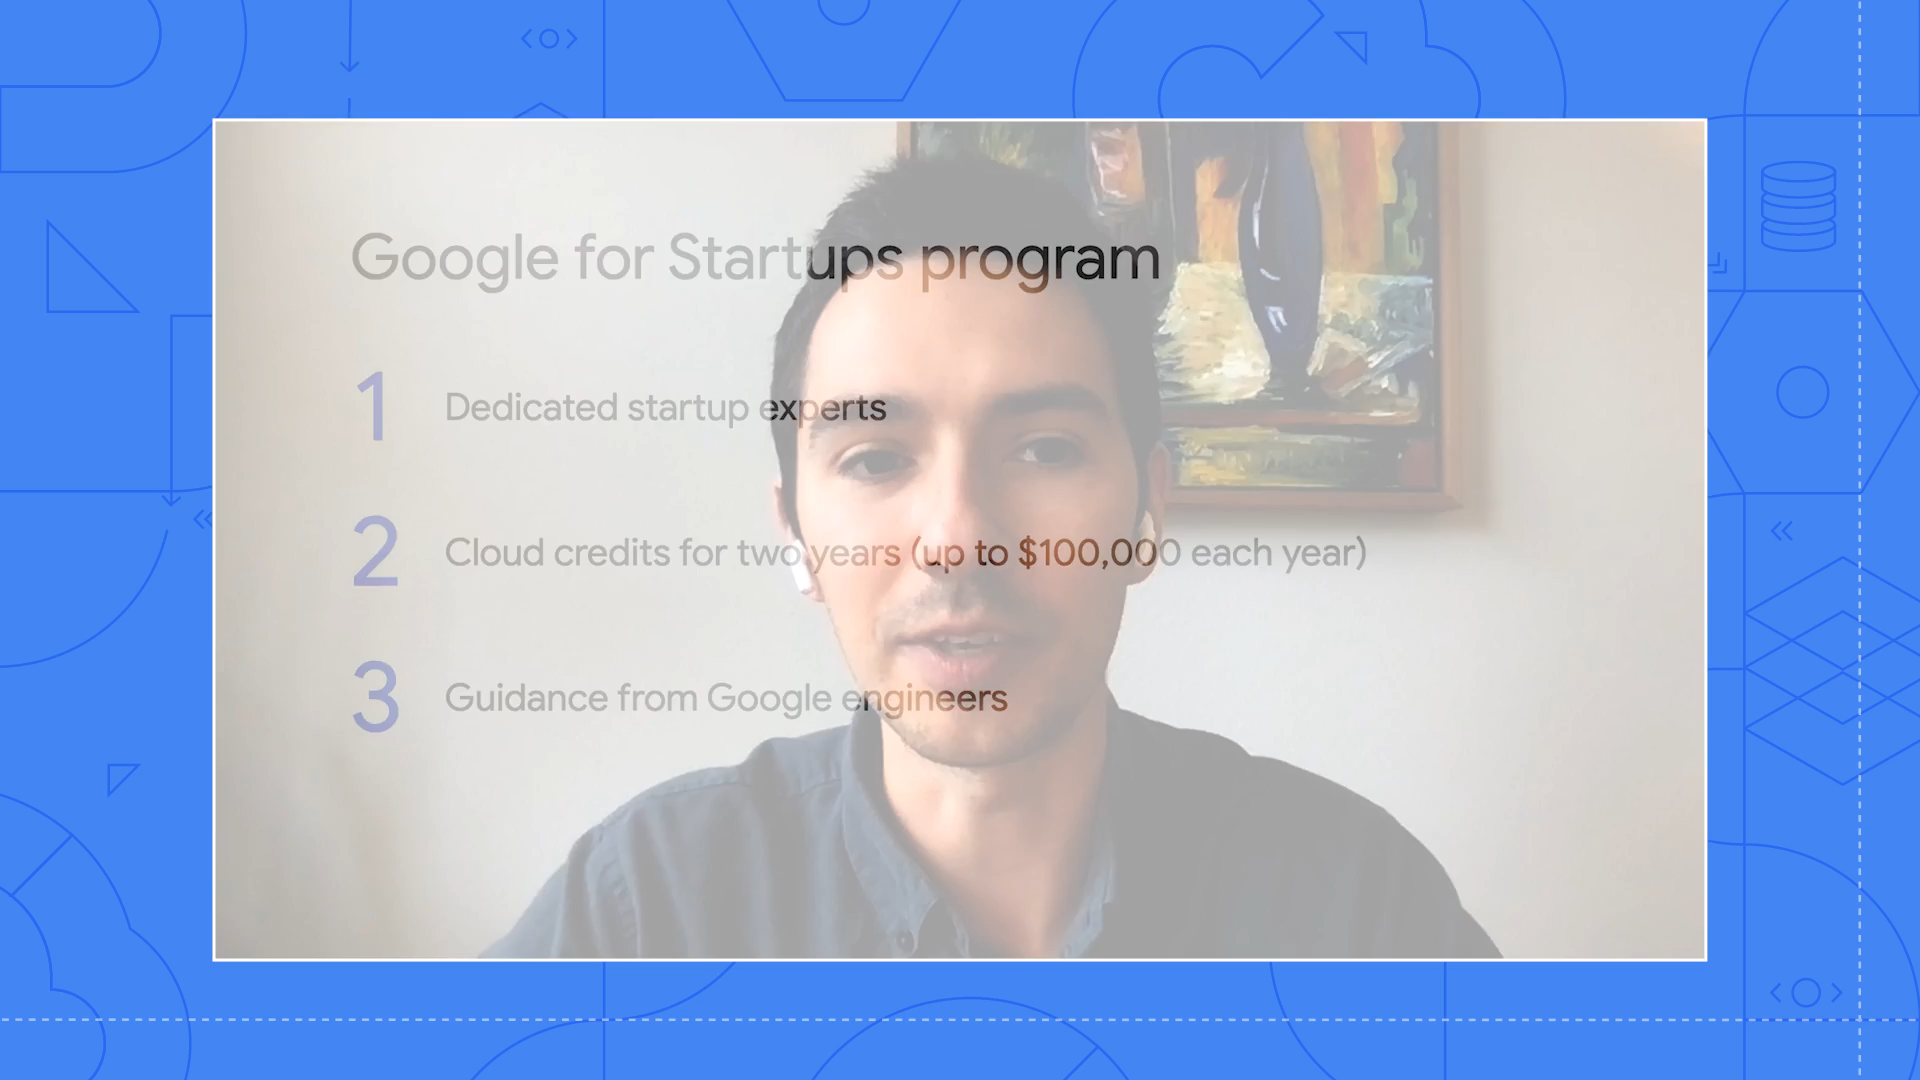 Google for Startups program
1 Dedicated startup experts
2 Cloud credits for two years (up to $100,000 each year)
3 Guidance from Google engineers